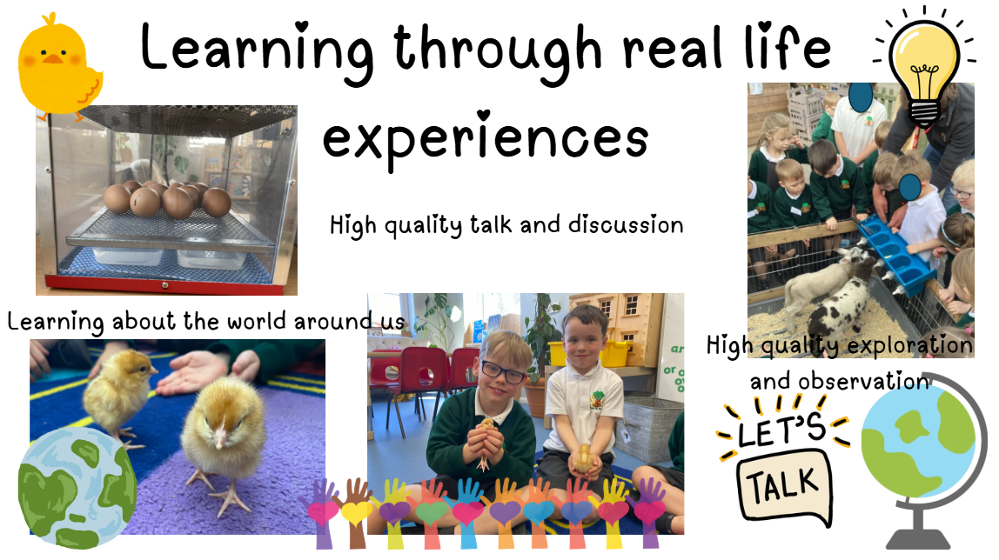 Learning through real life
experiences
High quality talk and discussion
Learning about the world around us
High quality exploration
and observation
LET'S
TALK